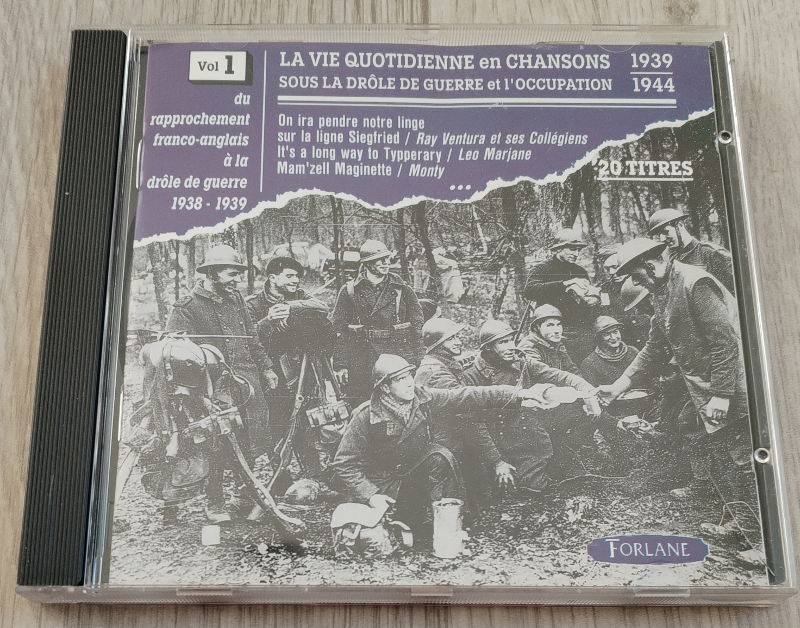 Vol 1
du
rapprochement
franco-anglais
à la
drôle de guerre
1938 - 1939
LA VIE QUOTIDIENNE en CHANSONS
SOUS LA DRÔLE DE GUERRE et l'OCCUPATION
1939
1944
On ira pendre notre linge
sur la ligne Siegfried / Ray Ventura et ses Collégiens
It's a long way to Typperary / Leo Marjane
Mam'zell Maginette / Monty
...
20 TITRES
FORLANE